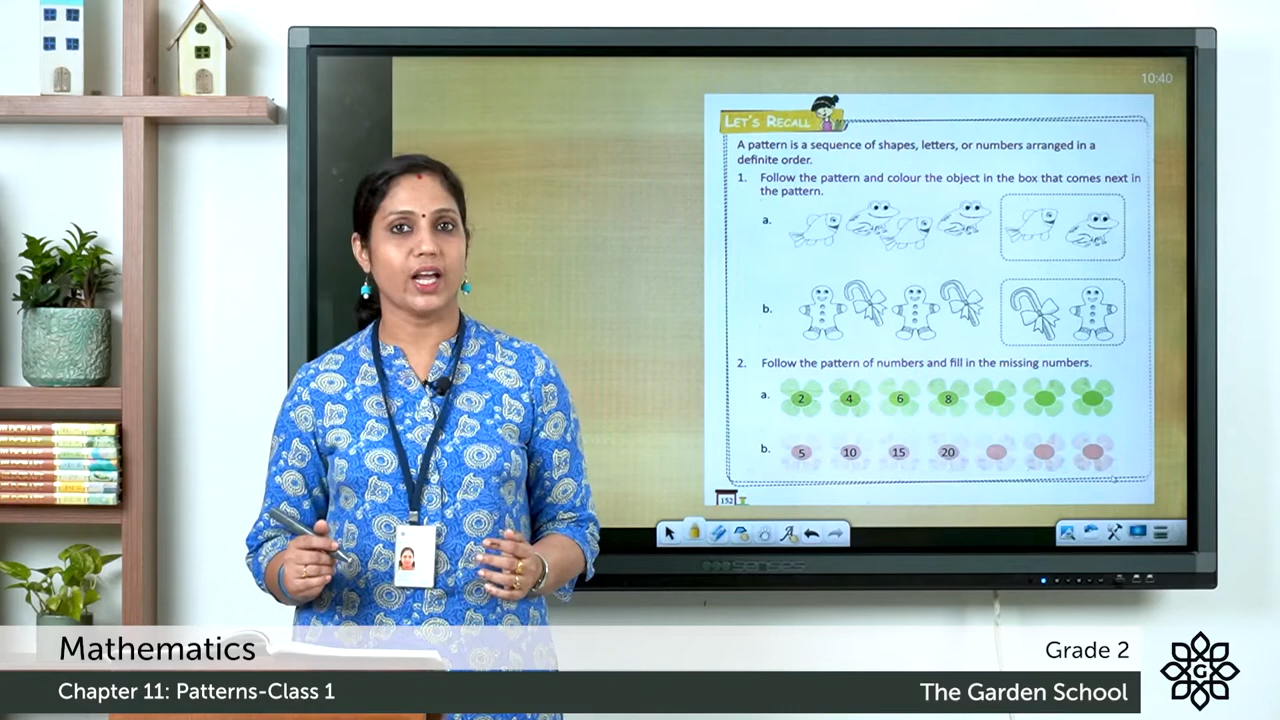 10:40
LET'S RECALL
A pattern is a sequence of shapes, letters, or numbers arranged in a
definite order.
1. Follow the pattern and colour the object in the box that comes next in
the pattern.
a.
b.
2. Follow the pattern of numbers and fill in the missing numbers.
a. 2 4 6 8
b. 5 10 15 20
152
senses
Mathematics
Grade 2
Chapter 11: Patterns-Class 1
The Garden School
G